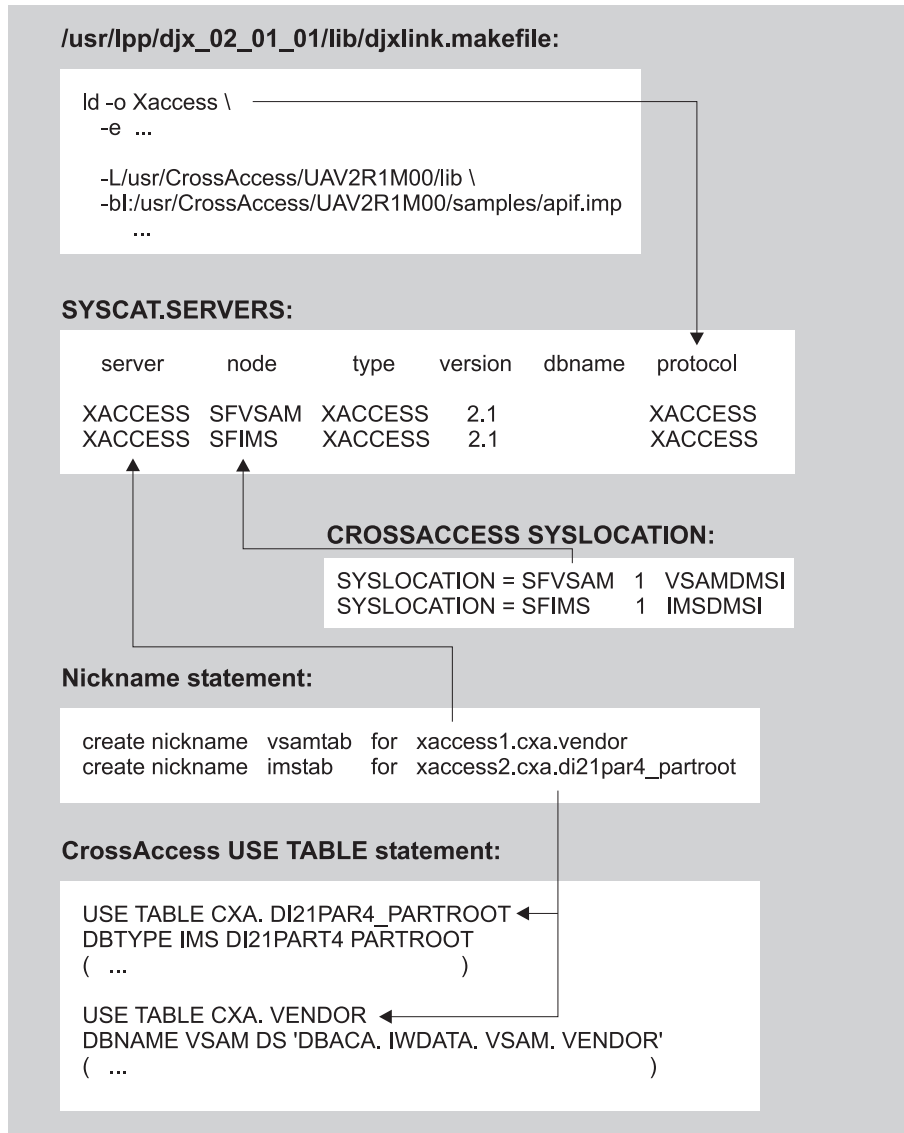 /usr/lpp/djx_02_01_01/lib/djxlink.makefile:
ld -o Xaccess \
-e ...
-L/usr/CrossAccess/UAV2R1M00/lib \
-bI:/usr/CrossAccess/UAV2R1M00/samples/apif.imp
...
SYSCAT.SERVERS:
server node type version dbname protocol
XACCESS SFVSAM XACCESS 2.1 XACCESS
XACCESS SFIMS XACCESS 2.1 XACCESS
CROSSACCESS SYSLOCATION:
SYSLOCATION = SFVSAM 1 VSAMDMSI
SYSLOCATION = SFIMS 1 IMSDMSI
Nickname statement:
create nickname vsamtab for xaccess1.cxa.vendor
create nickname imstab for xaccess2.cxa.di21par4_partroot
CrossAccess USE TABLE statement:
USE TABLE CXA. DI21PAR4_PARTROOT
DBTYPE IMS DI21PART4 PARTROOT
( ... )
USE TABLE CXA. VENDOR
DBNAME VSAM DS 'DBACA. IWDATA. VSAM. VENDOR'
( ... )